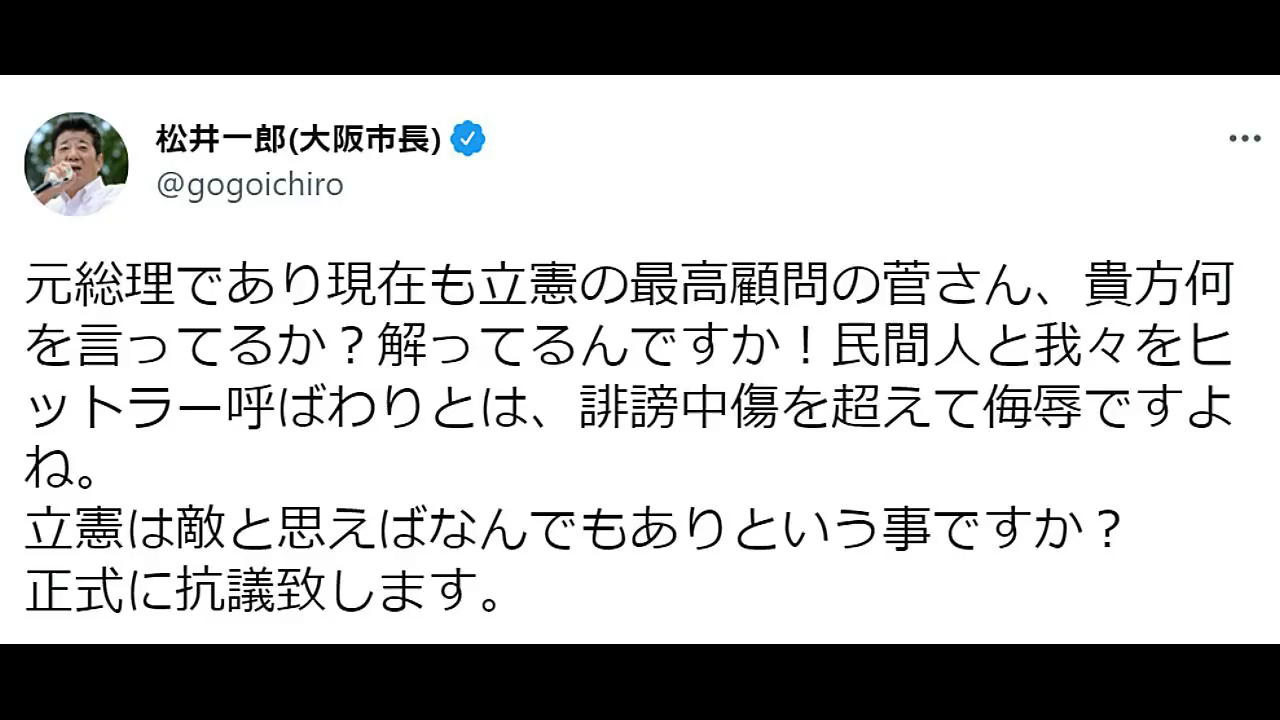 松井一郎(大阪市長)
@gogoichiro
元総理であり現在も立憲の最高顧問の菅さん、貴方何
を言ってるか？解ってるんですか！民間人と我々をヒ
ットラー呼ばわりとは、誹謗中傷を超えて侮辱ですよ
ね。
立憲は敵と思えばなんでもありという事ですか？
正式に抗議致します。